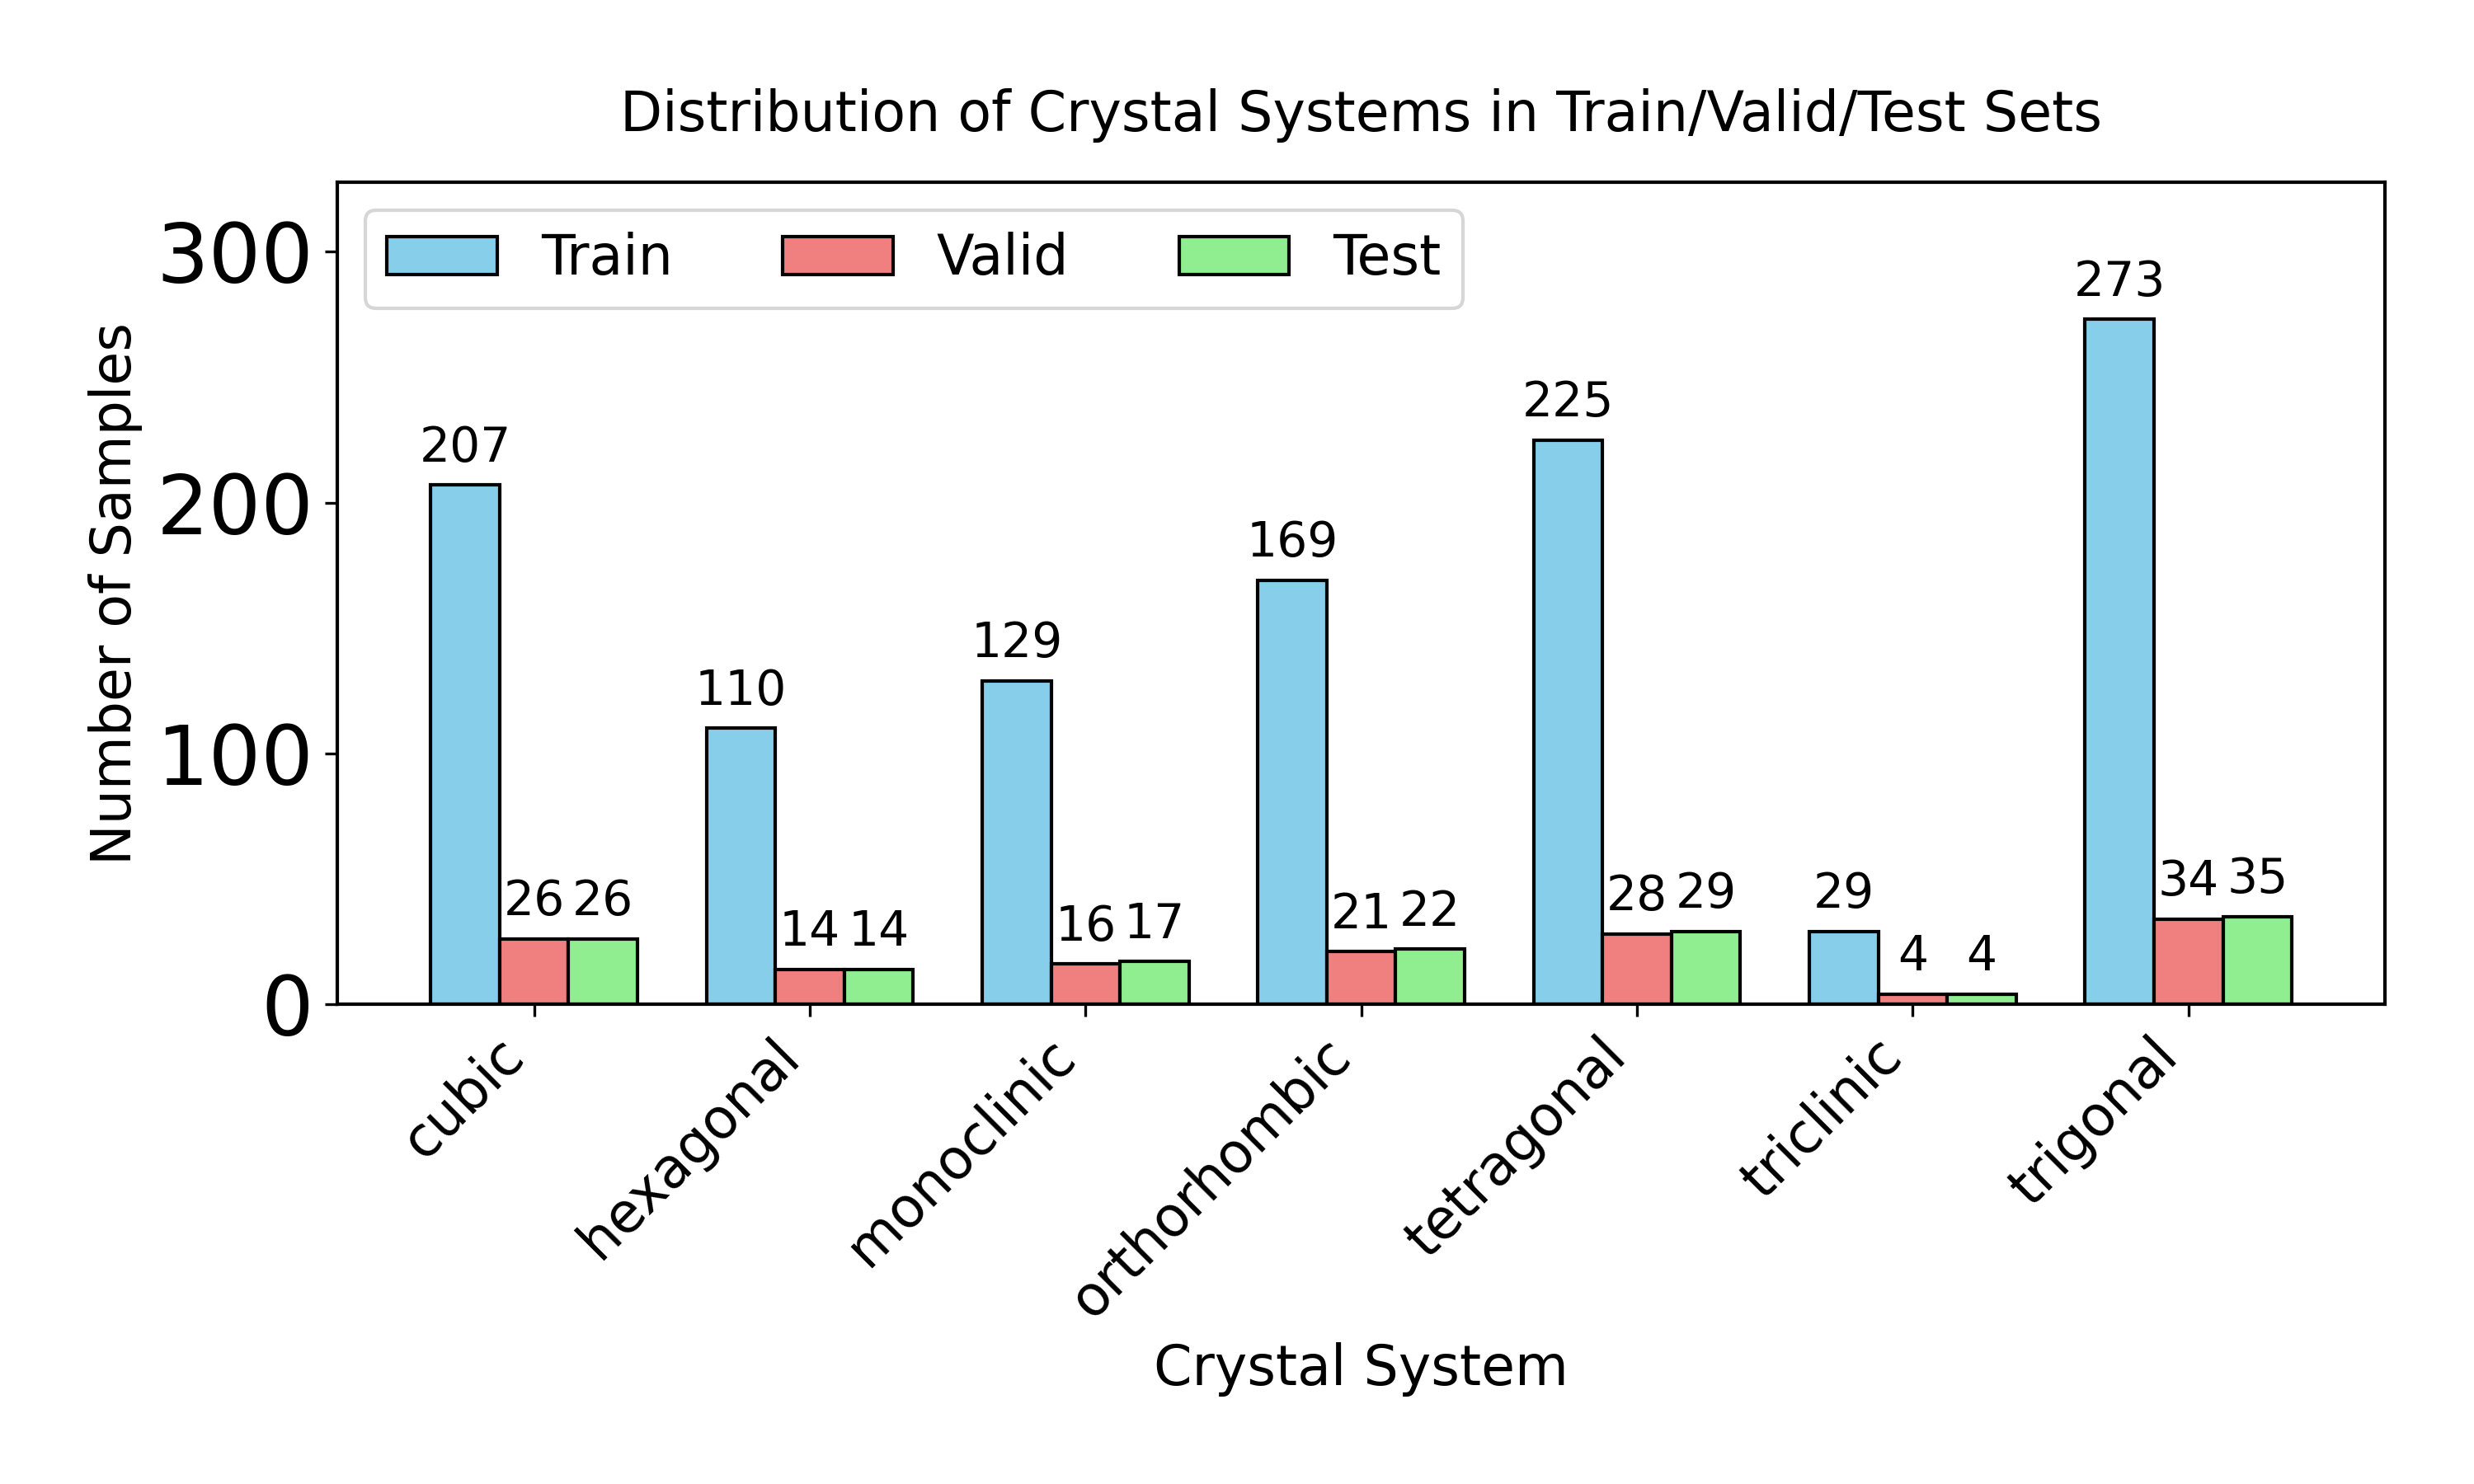 Distribution of Crystal Systems in Train/Valid/Test Sets
Train Valid Test
Number of Samples
300
200
100
0
207 26 26
110 14 14
129 16 17
169 21 22
225 28 29
29 4 4
273 34 35
cubic
hexagonal
monoclinic
orthorhombic
tetragonal
triclinic
trigonal
Crystal System